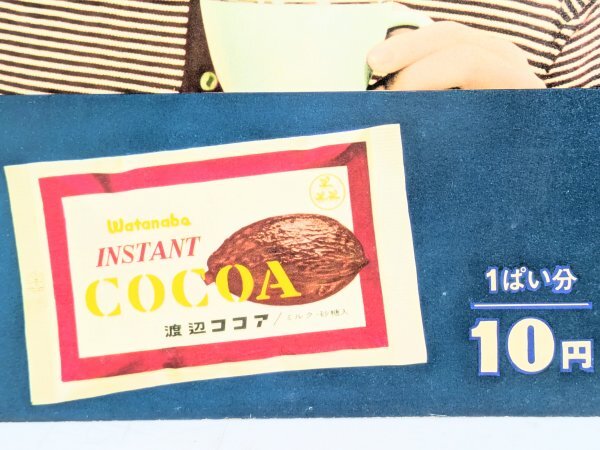 Watanabe
INSTANT
COCOA
渡辺ココア/ミルク・砂糖入
1ぱい分
10円